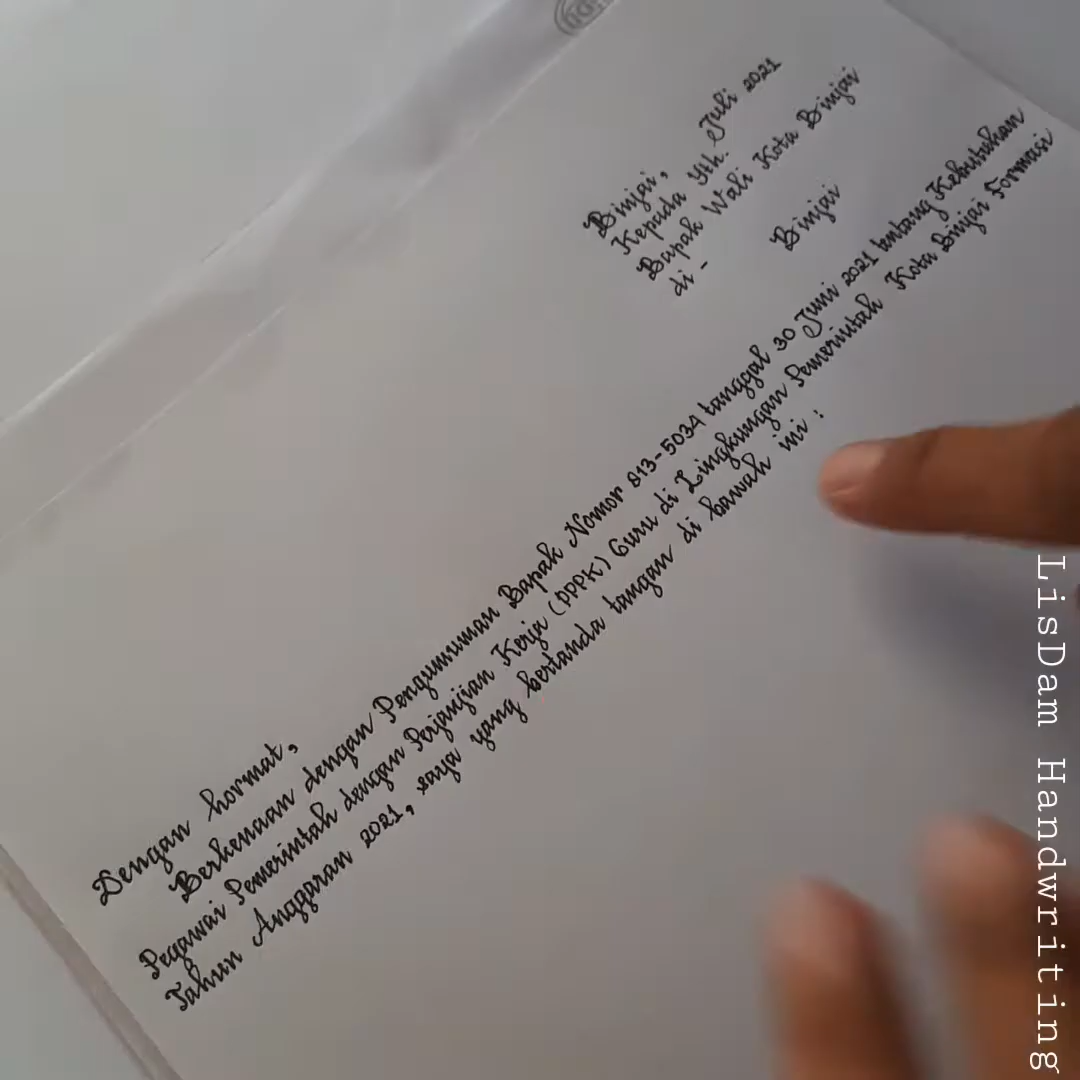 Binjai, Juli 2021
Kepada Yth.
Bapak Wali Kota Binjai
di -
Binjai
Dengan hormat,
Berkenaan dengan Pengumuman Bapak Nomor 813-5034 tanggal 30 Juni 2021 tentang Kebutuhan
Pegawai Pemerintah dengan Perjanjian Kerja (PPPK) Guru di Lingkungan Pemerintah Kota Binjai Formasi
Tahun Anggaran 2021, saya yang bertanda tangan di bawah ini :
LisDam Handwriting